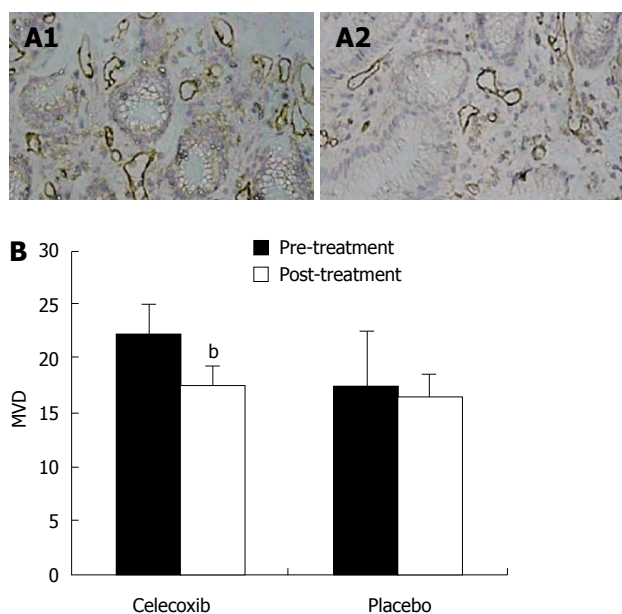 A1
A2
B
Pre-treatment
Post-treatment
30
25
20
15
10
5
0
MVD
b
Celecoxib
Placebo